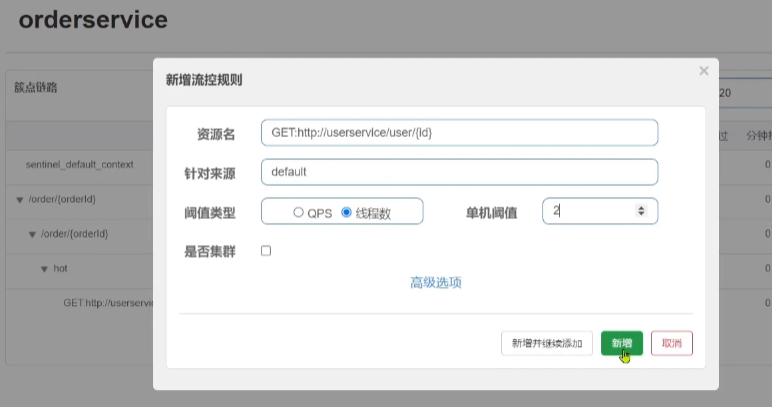 orderservice
簇点链路
20
新增流控规则
×
资源名 GET:http://userservice/user/{id}
针对来源 default
阈值类型 QPS 线程数 单机阈值 2
是否集群
高级选项
新增并继续添加 新增 取消
过 分钟
sentinel_default_context 0
/order/{orderId} 0
/order/{orderId} 0
hot 0
GET:http://userservic 0